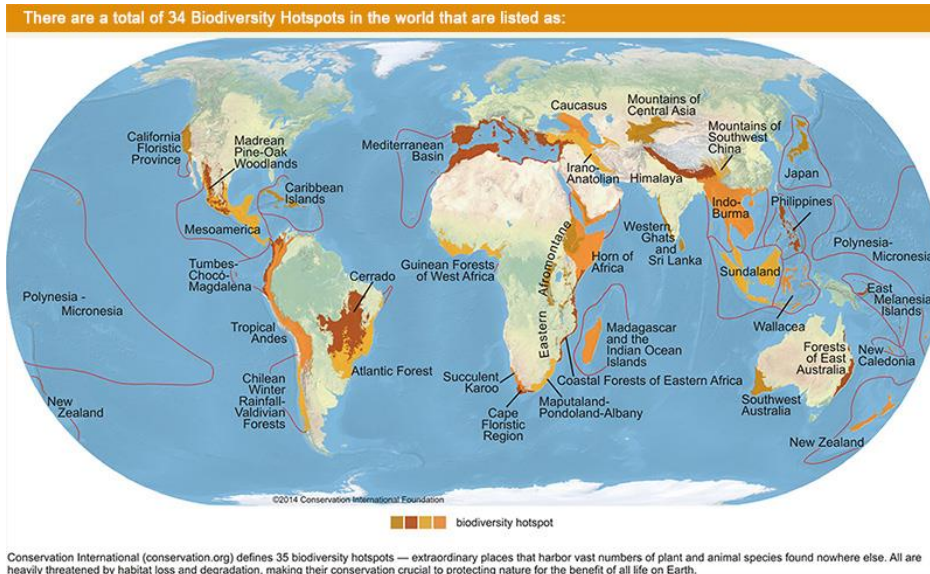 There are a total of 34 Biodiversity Hotspots in the world that are listed as:
California
Floristic
Province
Madrean
Pine-Oak
Woodlands
Caribbean
Islands
Mesoamerica
Tumbes-
Chocó-
Magdalena
Cerrado
Polynesia -
Micronesia
Tropical
Andes
Atlantic Forest
Chilean
Winter
Rainfall-
Valdivian
Forests
New
Zealand
Mediterranean
Basin
Caucasus
Mountains of
Central Asia
Mountains of
Southwest
China
Irano-
Anatolian
Himalaya
Japan
Indo-
Burma
Philippines
Western
Ghats
and
Sri Lanka
Guinean Forests
of West Africa
Eastern Afromontane
Horn of
Africa
Sundaland
Polynesia-
Micronesia
East
Melanesia
Islands
Wallacea
Madagascar
and the
Indian Ocean
Islands
Coastal Forests of Eastern Africa
Succulent
Karoo
Cape
Floristic
Region
Maputaland-
Pondoland-Albany
Forests
of East
Australia
New
Caledonia
Southwest
Australia
New Zealand
©2014 Conservation International Foundation
biodiversity hotspot
Conservation International (conservation.org) defines 35 biodiversity hotspots — extraordinary places that harbor vast numbers of plant and animal species found nowhere else. All are
heavily threatened by habitat loss and degradation, making their conservation crucial to protecting nature for the benefit of all life on Earth.